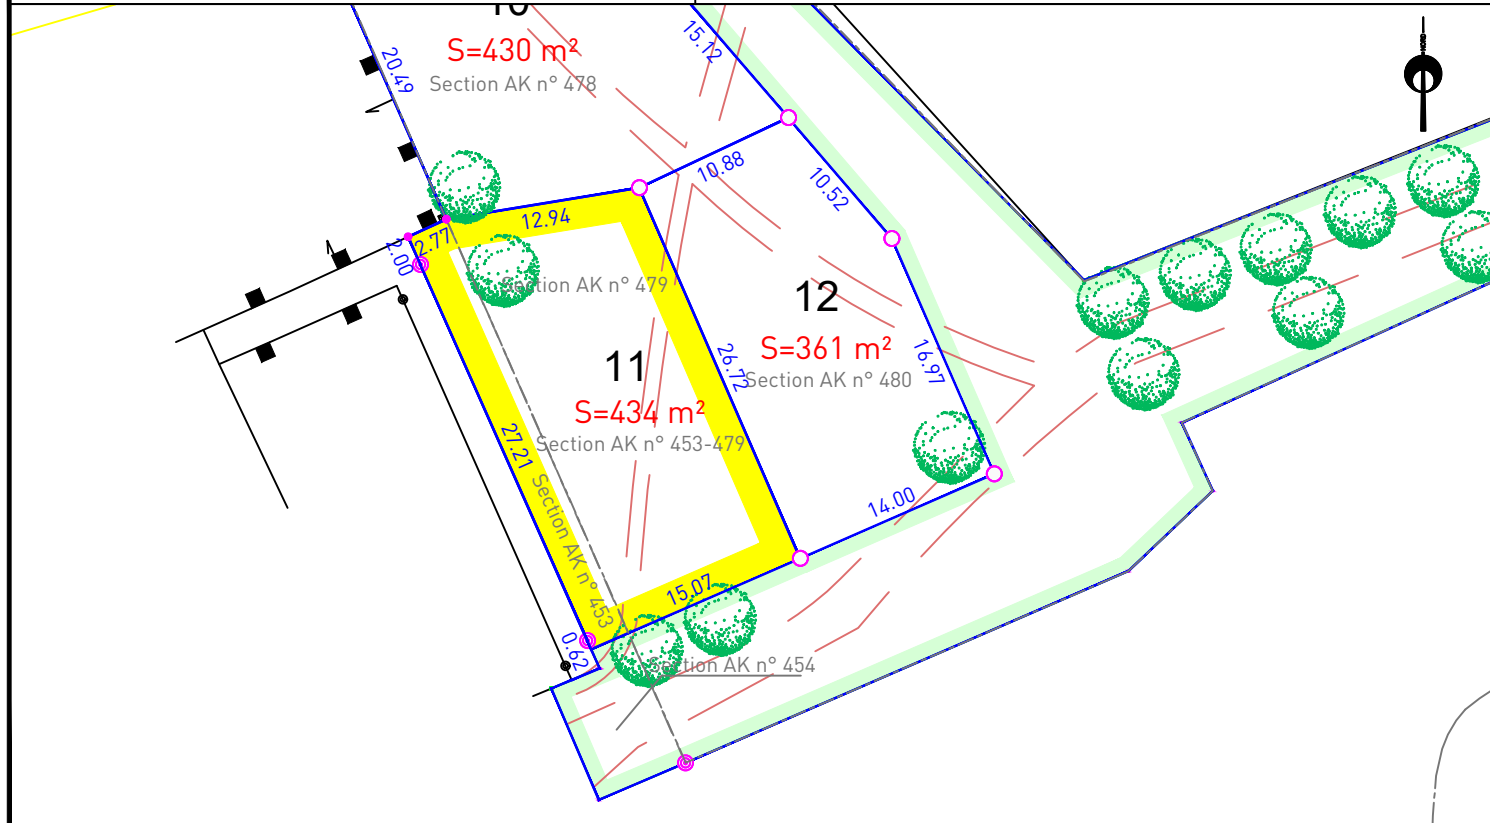 10
S=430 m²
Section AK n° 478
20.49
15.12
NORD
10.88
10.52
12.94
2.77
2.00
Section AK n° 479
12
S=361 m²
Section AK n° 480
16.97
26.72
11
S=434 m²
Section AK n° 453-479
27.21
Section AK n° 453
14.00
15.07
0.62
Section AK n° 454